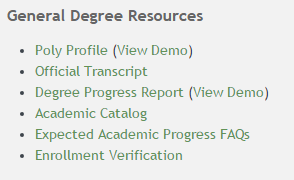 General Degree Resources
• Poly Profile (View Demo)
• Official Transcript
• Degree Progress Report (View Demo)
• Academic Catalog
• Expected Academic Progress FAQs
• Enrollment Verification